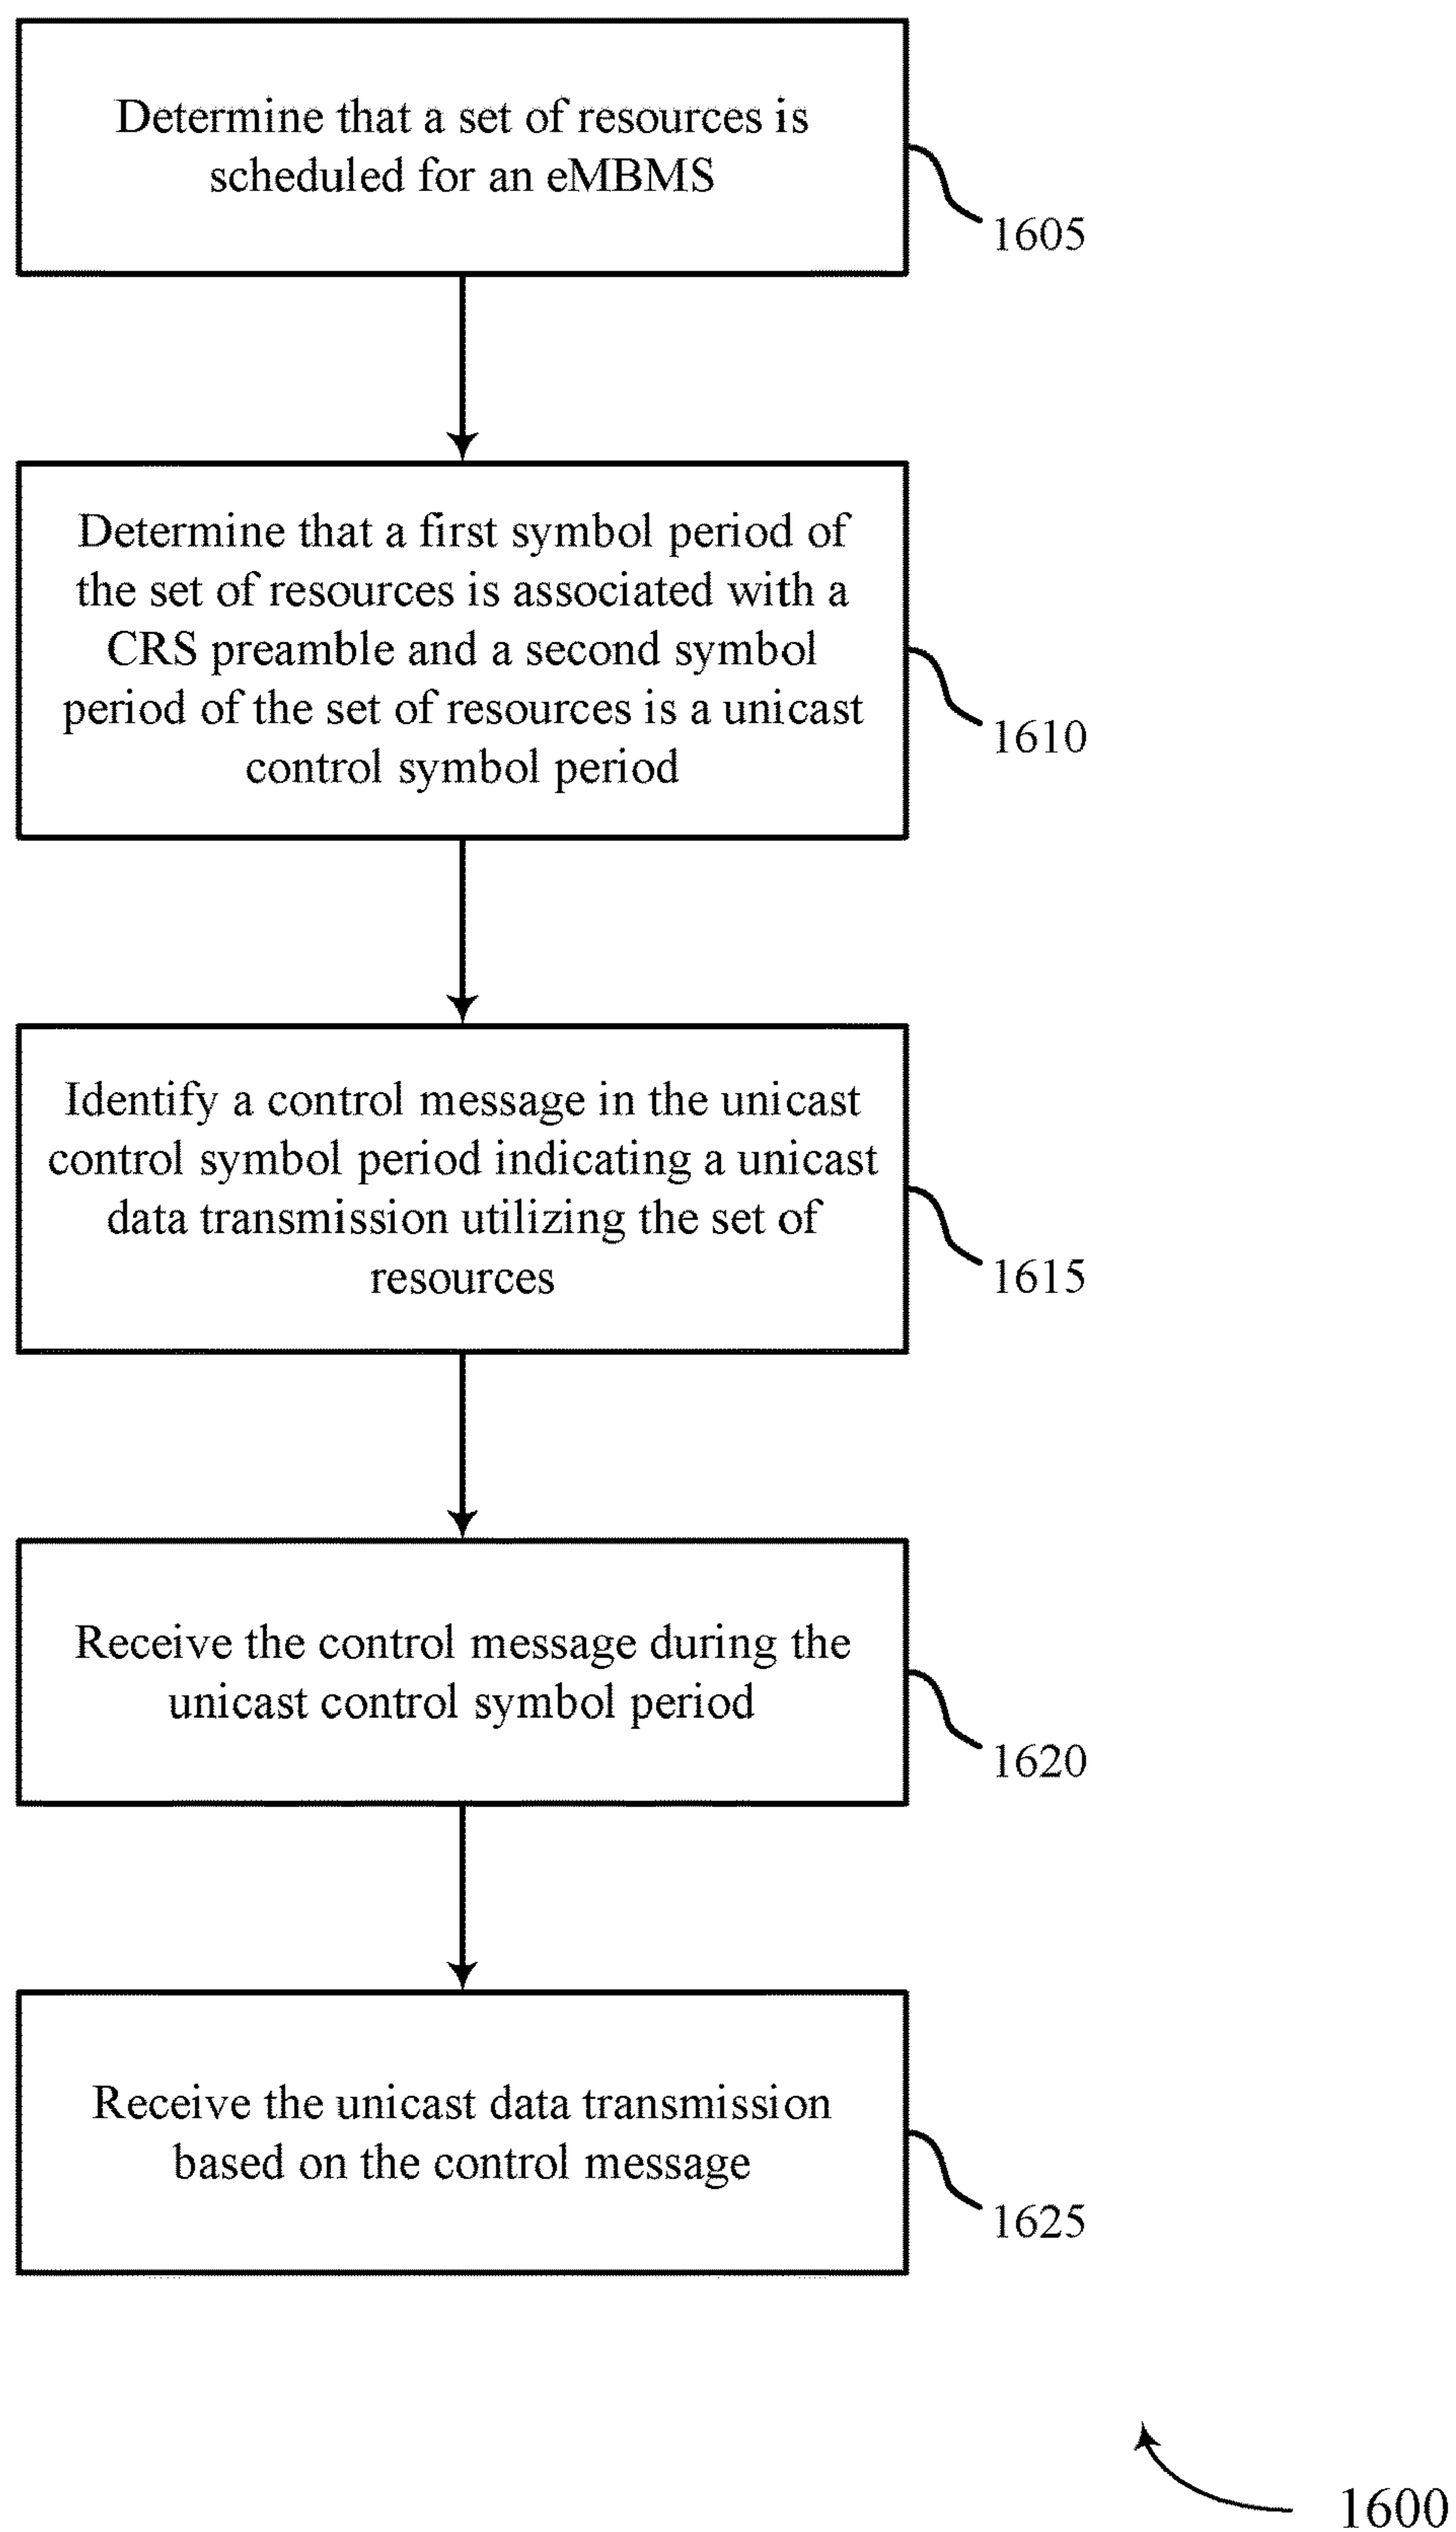 Determine that a set of resources is
scheduled for an eMBMS
1605
Determine that a first symbol period of
the set of resources is associated with a
CRS preamble and a second symbol
period of the set of resources is a unicast
control symbol period
1610
Identify a control message in the unicast
control symbol period indicating a unicast
data transmission utilizing the set of
resources
1615
Receive the control message during the
unicast control symbol period
1620
Receive the unicast data transmission
based on the control message
1625
1600